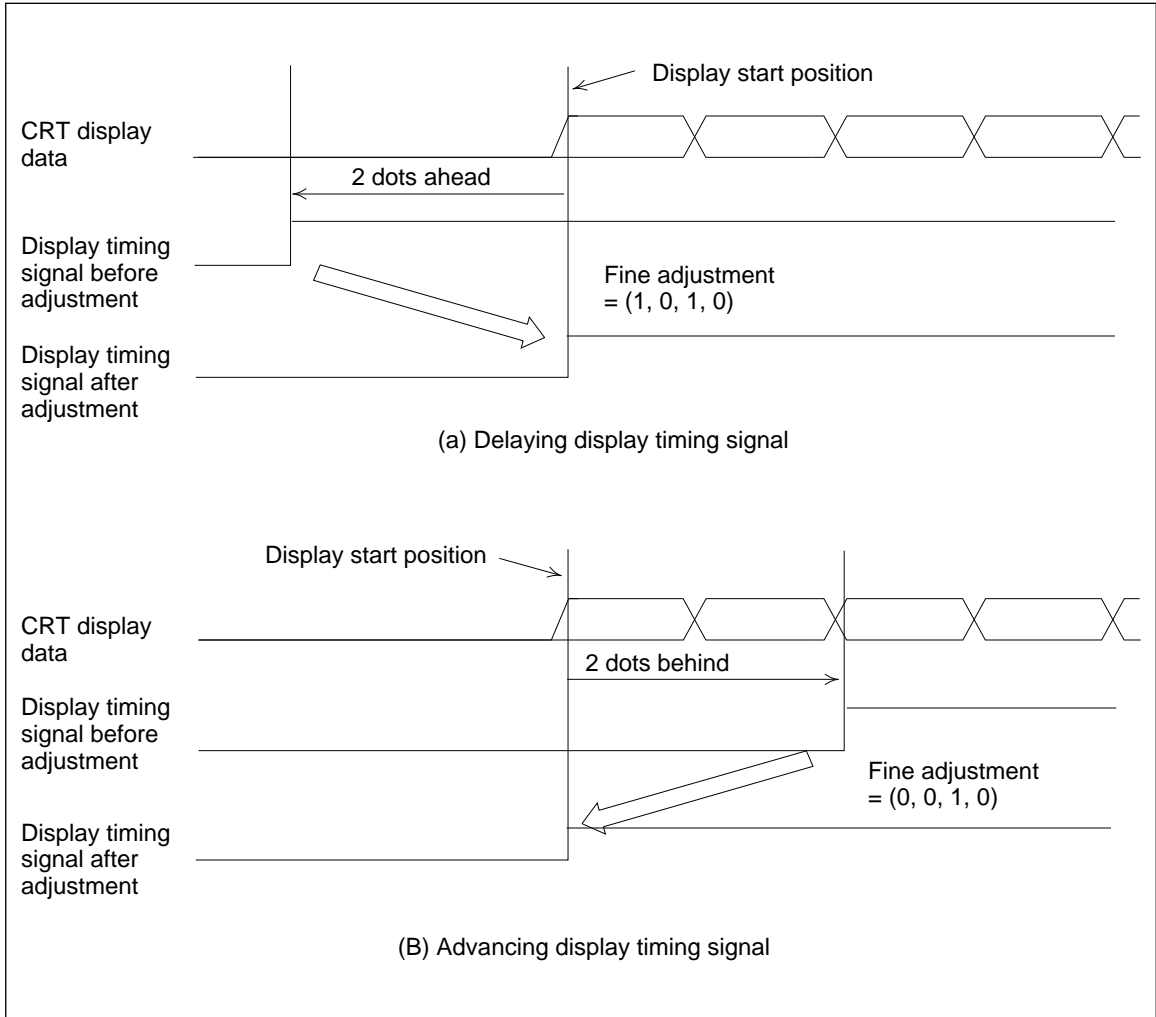 Display start position
CRT display
data
2 dots ahead
Display timing
signal before
adjustment
Fine adjustment
= (1, 0, 1, 0)
Display timing
signal after
adjustment
(a) Delaying display timing signal
Display start position
CRT display
data
2 dots behind
Display timing
signal before
adjustment
Fine adjustment
= (0, 0, 1, 0)
Display timing
signal after
adjustment
(B) Advancing display timing signal